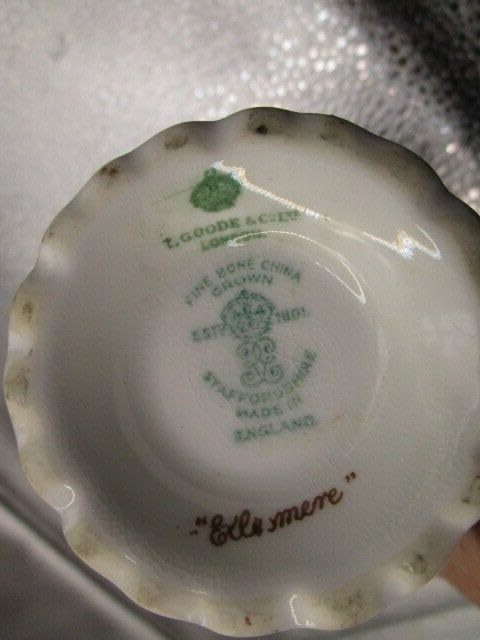 T. GOODE & CO. LTD
LONDON.
FINE BONE CHINA
CROWN
ESTD 1801
STAFFORDSHIRE
MADE IN
ENGLAND
"Ellesmere"